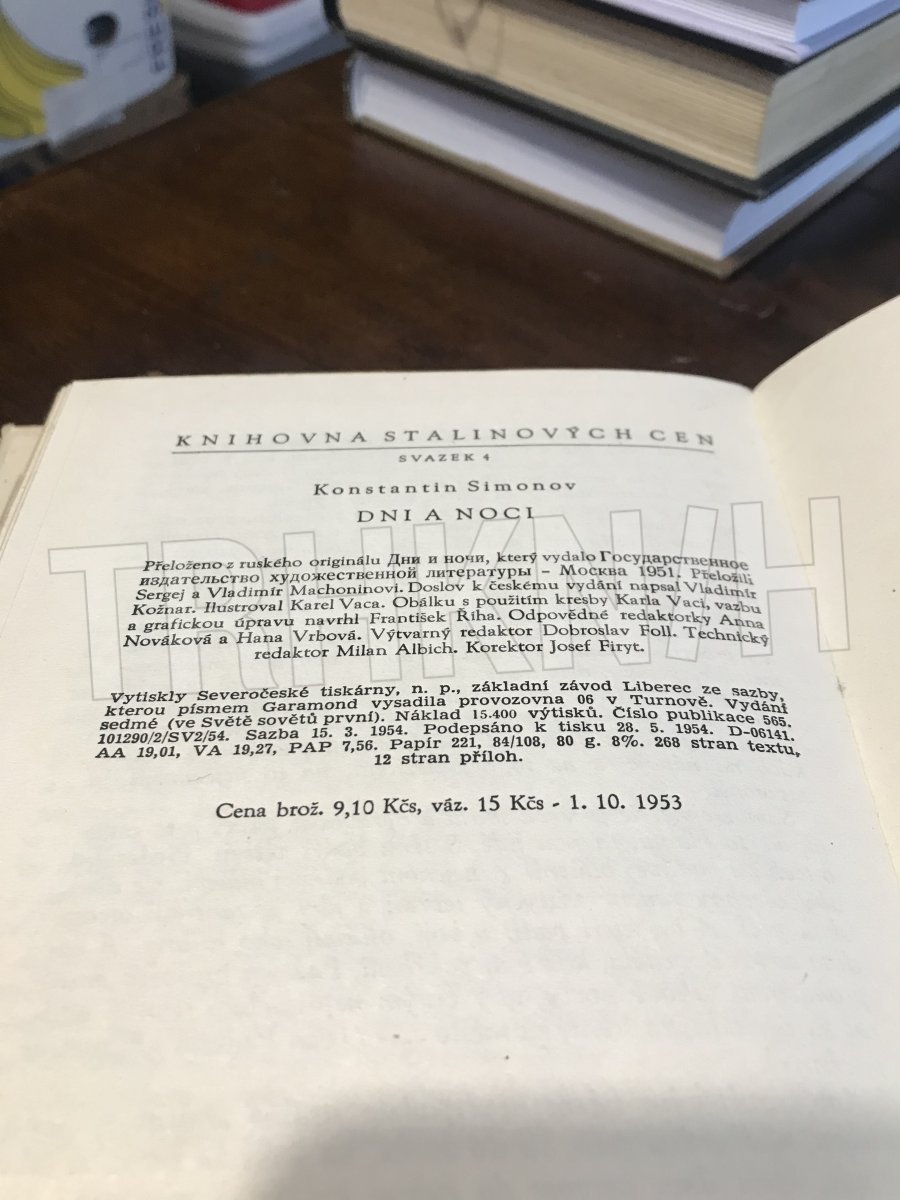 KNIHOVNA STALINOVÝCH CEN
SVAZEK 4
Konstantin Simonov
DNI A NOCI
Přeloženo z ruského originálu Дни и ночи, který vydalo Государственное
издательство художественной литературы – Москва 1951. Přeložili
Sergej a Vladimír Machoninovi. Doslov k českému vydání napsal Vladimír
Kožnar. Ilustroval Karel Vaca. Obálku s použitím kresby Karla Vaci, vazbu
a grafickou úpravu navrhl František Říha. Odpovědné redaktorky Anna
Nováková a Hana Vrbová. Výtvarný redaktor Dobroslav Foll. Technický
redaktor Milan Albich. Korektor Josef Firyt.
Vytiskly Severočeské tiskárny, n. p., základní závod Liberec ze sazby,
kterou písmem Garamond vysadila provozovna 06 v Turnově. Vydání
sedmé (ve Světě sovětů první). Náklad 15.400 výtisků. Číslo publikace 565.
101290/2/SV2/54. Sazba 15. 3. 1954. Podepsáno k tisku 28. 5. 1954. D-06141.
AA 19,01, VA 19,27, PAP 7,56. Papír 221, 84/108, 80 g. 8%. 268 stran textu,
12 stran příloh.
Cena brož. 9,10 Kčs, váz. 15 Kčs - 1. 10. 1953